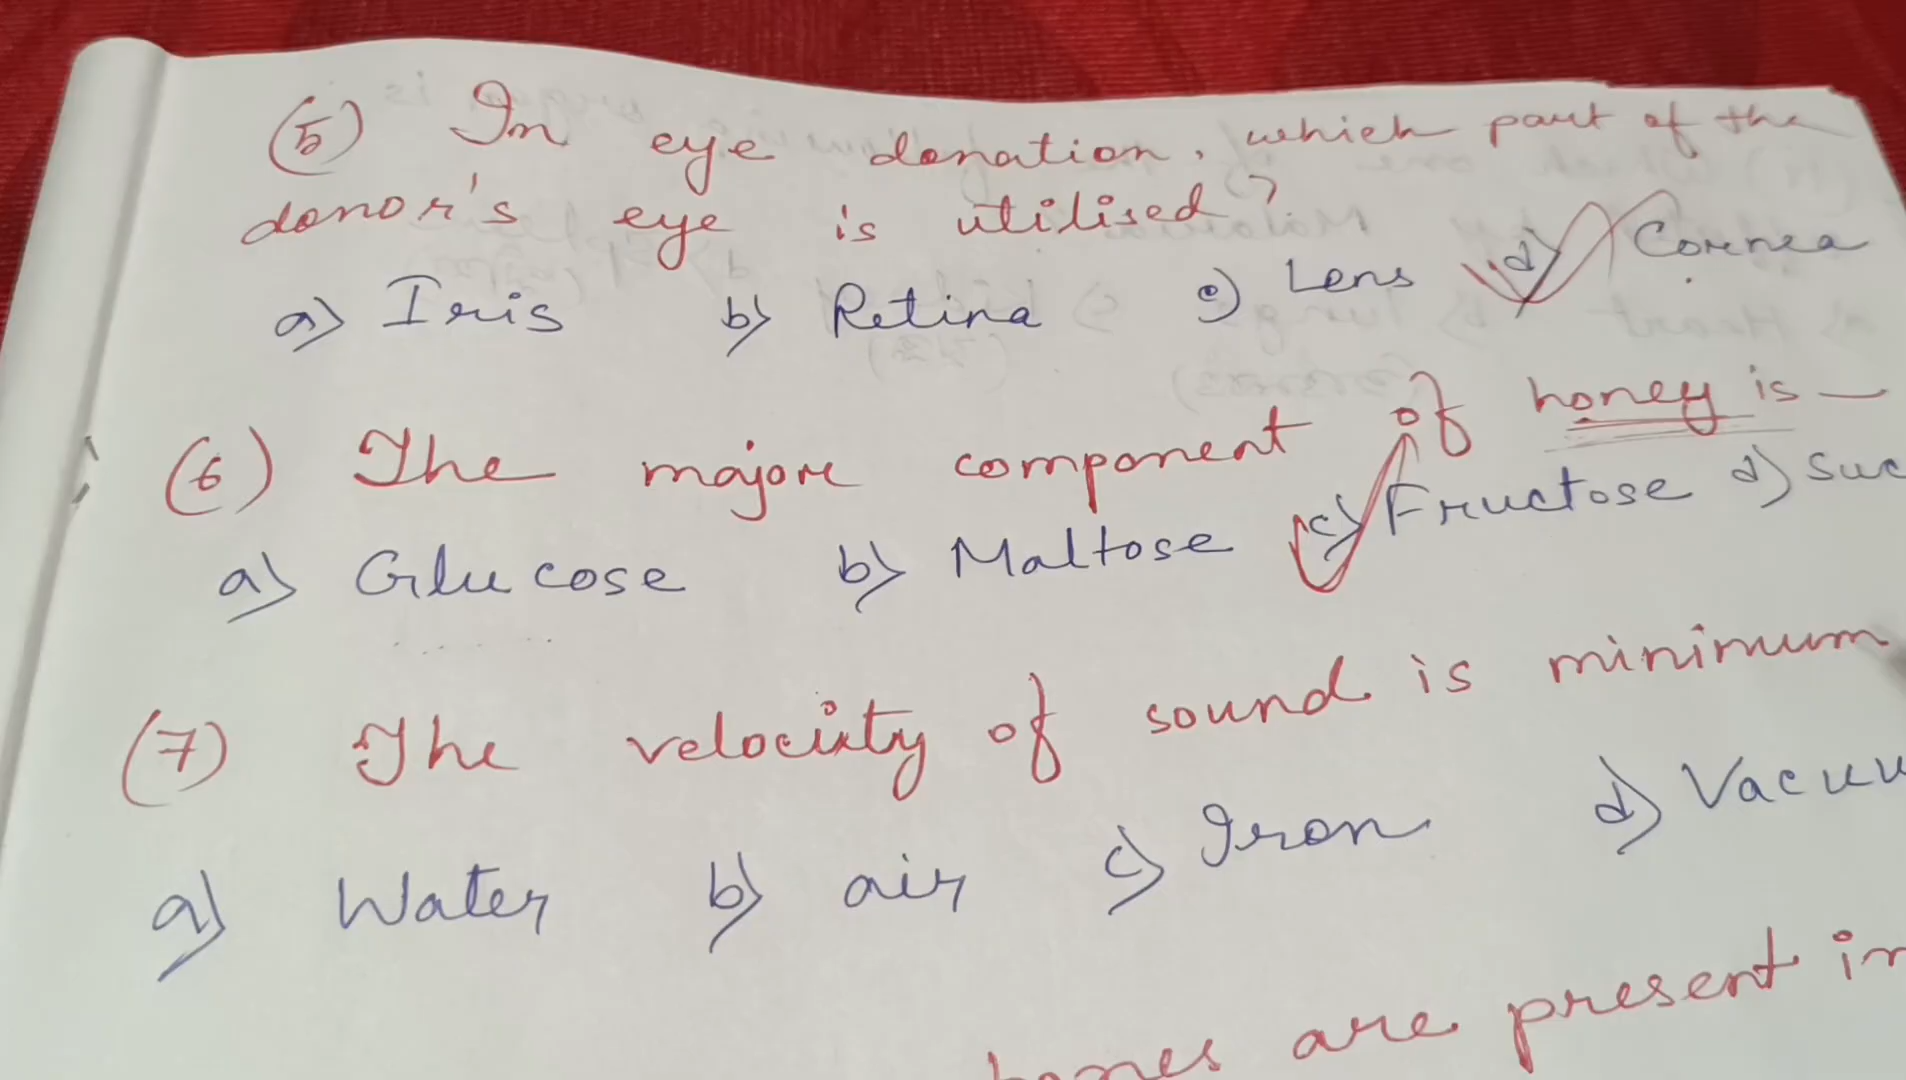 (5) In eye donation, which part of the
donor's eye is utilised?
a) Iris b) Retina c) Lens d) Cornea
(6) The major component of honey is —
a) Glucose b) Maltose c) Fructose d) Suc
(7) The velocity of sound is minimum
a) Water b) air c) Iron d) Vacuu
bones are present in